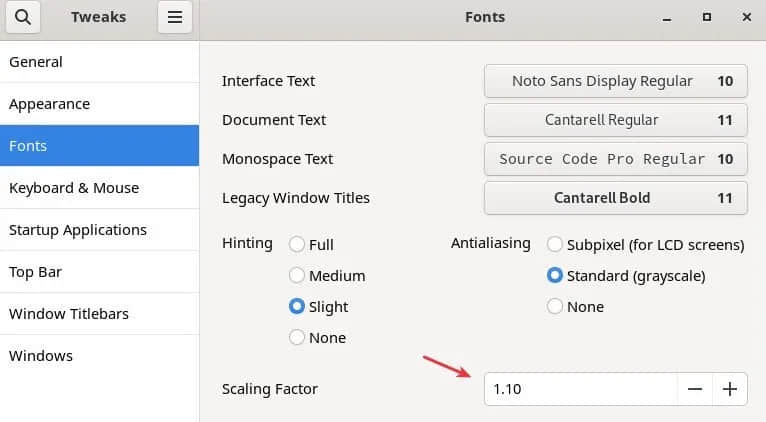 Tweaks
Fonts
General
Appearance
Fonts
Keyboard & Mouse
Startup Applications
Top Bar
Window Titlebars
Windows
Interface Text Noto Sans Display Regular 10
Document Text Cantarell Regular 11
Monospace Text Source Code Pro Regular 10
Legacy Window Titles Cantarell Bold 11
Hinting Full Antialiasing Subpixel (for LCD screens)
Medium Standard (grayscale)
Slight None
None
Scaling Factor 1.10